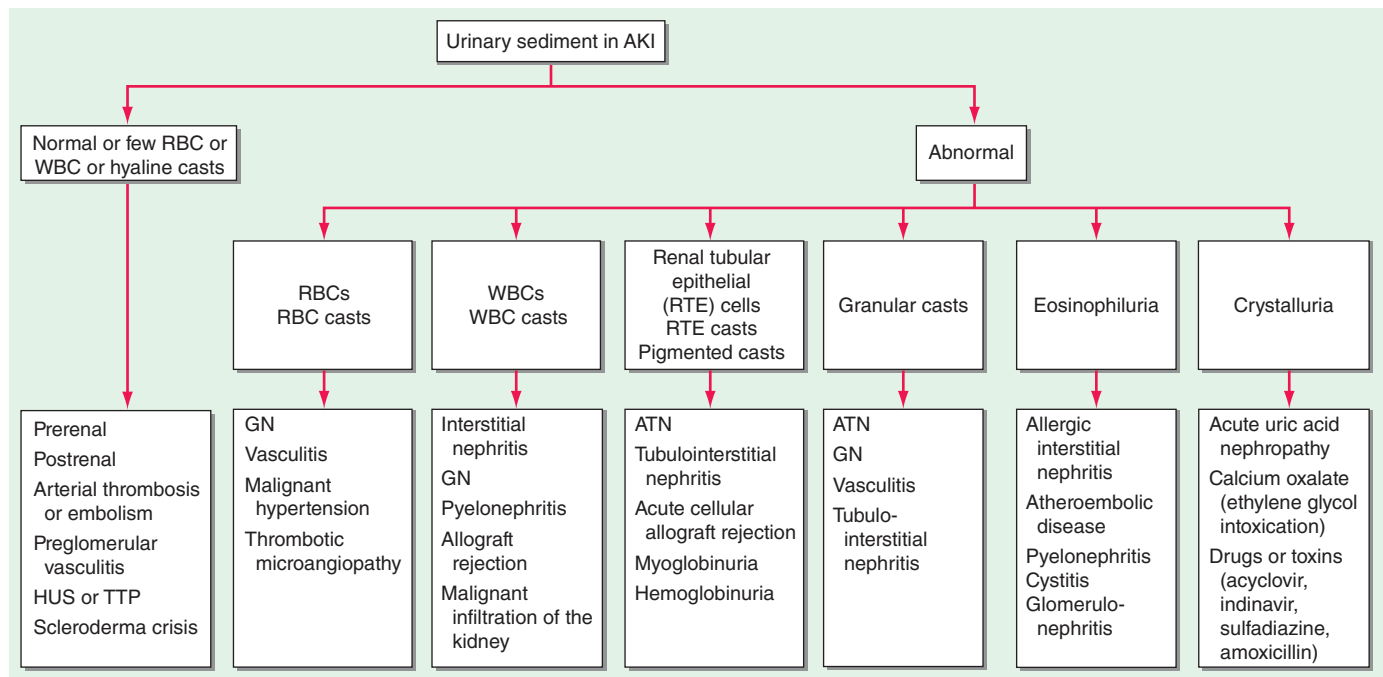 Urinary sediment in AKI
Normal or few RBC or
WBC or hyaline casts
Abnormal
RBCs
RBC casts
WBCs
WBC casts
Renal tubular
epithelial
(RTE) cells
RTE casts
Pigmented casts
Granular casts
Eosinophiluria
Crystalluria
Prerenal
Postrenal
Arterial thrombosis
or embolism
Preglomerular
vasculitis
HUS or TTP
Scleroderma crisis
GN
Vasculitis
Malignant
hypertension
Thrombotic
microangiopathy
Interstitial
nephritis
GN
Pyelonephritis
Allograft
rejection
Malignant
infiltration of the
kidney
ATN
Tubulointerstitial
nephritis
Acute cellular
allograft rejection
Myoglobinuria
Hemoglobinuria
ATN
GN
Vasculitis
Tubulo-
interstitial
nephritis
Allergic
interstitial
nephritis
Atheroembolic
disease
Pyelonephritis
Cystitis
Glomerulo-
nephritis
Acute uric acid
nephropathy
Calcium oxalate
(ethylene glycol
intoxication)
Drugs or toxins
(acyclovir,
indinavir,
sulfadiazine,
amoxicillin)